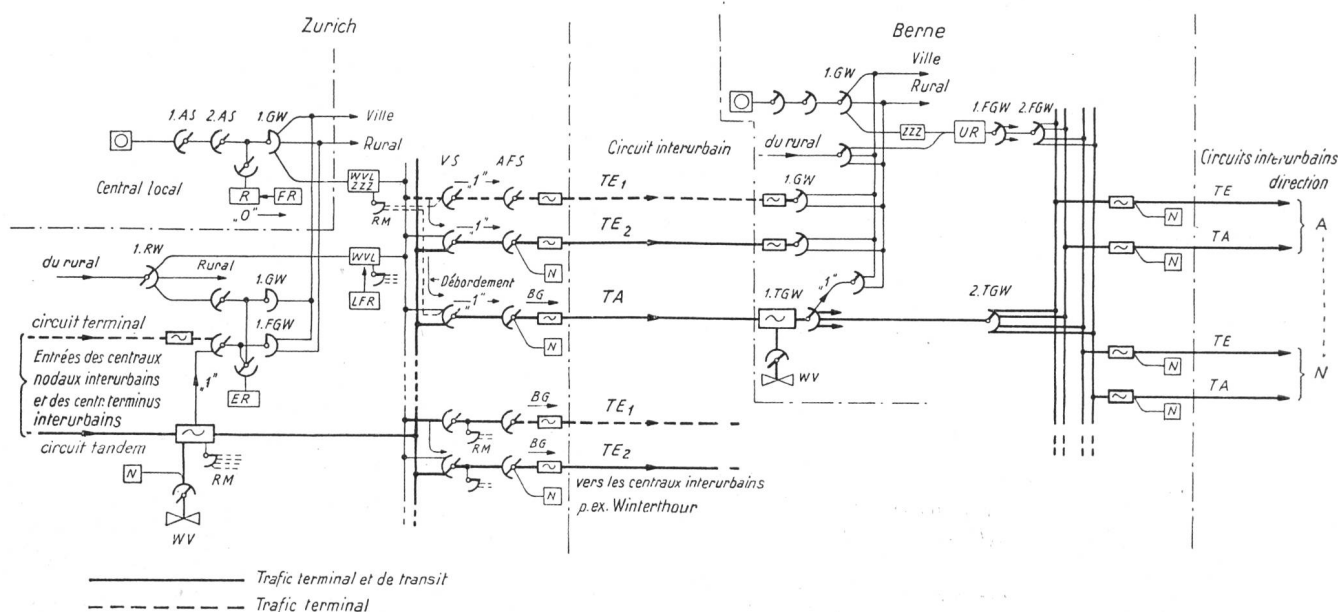 Zurich
Berne
1.AS
2.AS
1.GW
Ville
Rural
Central local
R
FR
„0"
WVL
ZZZ
RM
VS
AFS
„1"
Circuit interurbain
TE1
„1"
TE2
N
Débordement
„1"
BG
TA
N
1.RW
du rural
Rural
WVL
LFR
1.GW
1.FGW
circuit terminal
ER
Entrées des centraux
nodaux interurbains
et des centr. terminus
interurbains
„1"
circuit tandem
N
RM
WV
BG
TE1
RM
BG
TE2
N
vers les centraux interurbains
p.ex. Winterthour
1.GW
Ville
Rural
ZZZ
UR
1.FGW
2.FGW
du rural
1.GW
1.TGW
„1"
WV
2.TGW
Circuits interurbains
direction
TE
N
A
TA
N
TE
N
N
TA
N
Trafic terminal et de transit
Trafic terminal